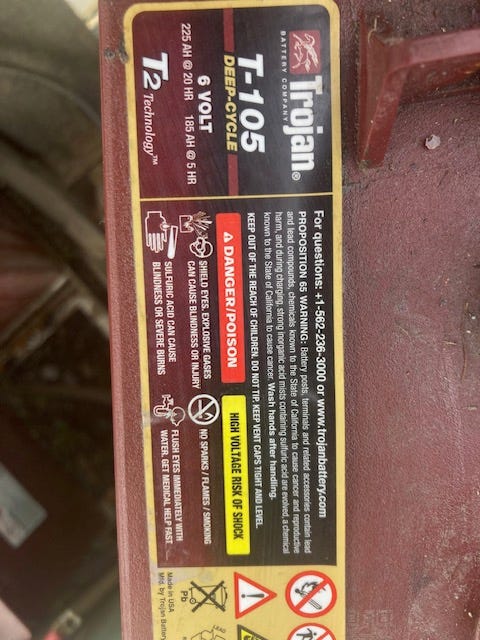 Trojan®
BATTERY COMPANY
T-105
DEEP-CYCLE
6 VOLT
225 AH @ 20 HR 185 AH @ 5 HR
T2 Technology™
For questions: +1-562-236-3000 or www.trojanbattery.com
PROPOSITION 65 WARNING: Battery posts, terminals and related accessories contain lead
and lead compounds, chemicals known to the State of California to cause cancer and reproductive
harm, and during charging, strong inorganic acid mists containing sulfuric acid are evolved, a chemical
known to the State of California to cause cancer. Wash hands after handling.
KEEP OUT OF THE REACH OF CHILDREN. DO NOT TIP. KEEP VENT CAPS TIGHT AND LEVEL.
DANGER/POISON
HIGH VOLTAGE RISK OF SHOCK
SHIELD EYES. EXPLOSIVE GASES
CAN CAUSE BLINDNESS OR INJURY
NO SPARKS / FLAMES / SMOKING
SULFURIC ACID CAN CAUSE
BLINDNESS OR SEVERE BURNS
FLUSH EYES IMMEDIATELY WITH
WATER. GET MEDICAL HELP FAST.
Pb
LEAD
Made in USA
Mfd. by Trojan Battery